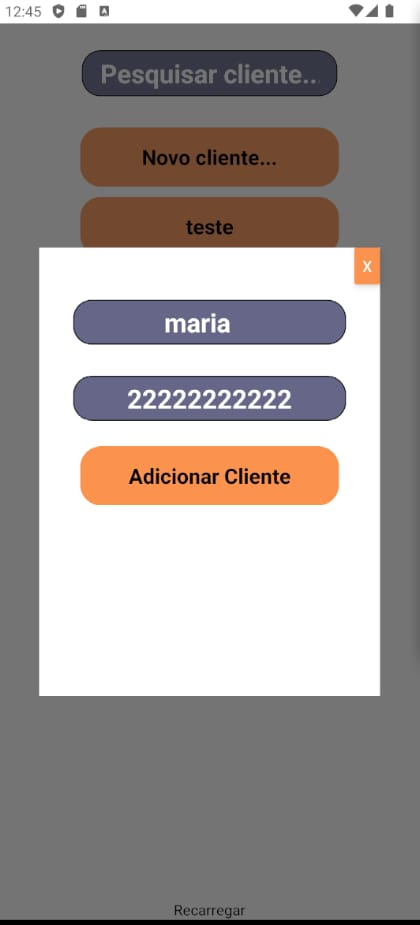 12:45
Pesquisar cliente..
Novo cliente...
teste
X
maria
22222222222
Adicionar Cliente
Recarregar